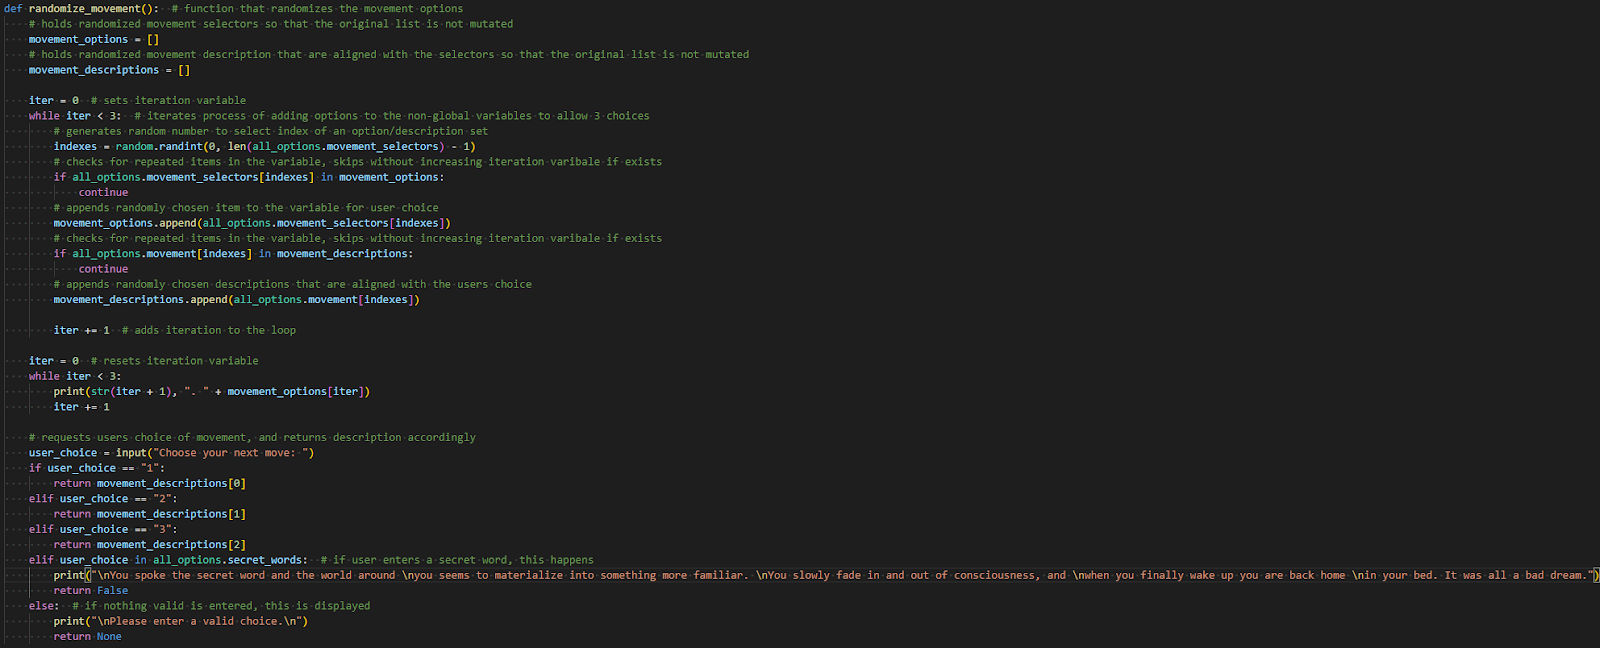 def randomize_movement():  # function that randomizes the movement options
    # holds randomized movement selectors so that the original list is not mutated
    movement_options = []
    # holds randomized movement description that are aligned with the selectors so that the original list is not mutated
    movement_descriptions = []

    iter = 0  # sets iteration variable
    while iter < 3:  # iterates process of adding options to the non-global variables to allow 3 choices
        # generates random number to select index of an option/description set
        indexes = random.randint(0, len(all_options.movement_selectors) - 1)
        # checks for repeated items in the variable, skips without increasing iteration varibale if exists
        if all_options.movement_selectors[indexes] in movement_options:
            continue
        # appends randomly chosen item to the variable for user choice
        movement_options.append(all_options.movement_selectors[indexes])
        # checks for repeated items in the variable, skips without increasing iteration varibale if exists
        if all_options.movement[indexes] in movement_descriptions:
            continue
        # appends randomly chosen descriptions that are aligned with the users choice
        movement_descriptions.append(all_options.movement[indexes])

        iter += 1  # adds iteration to the loop

    iter = 0  # resets iteration variable
    while iter < 3:
        print(str(iter + 1), ". " + movement_options[iter])
        iter += 1

    # requests users choice of movement, and returns description accordingly
    user_choice = input("Choose your next move: ")
    if user_choice == "1":
        return movement_descriptions[0]
    elif user_choice == "2":
        return movement_descriptions[1]
    elif user_choice == "3":
        return movement_descriptions[2]
    elif user_choice in all_options.secret_words:  # if user enters a secret word, this happens
        print("\nYou spoke the secret word and the world around \nyou seems to materialize into something more familiar. \nYou slowly fade in and out of consciousness, and \nwhen you finally wake up you are back home \nin your bed. It was all a bad dream.")
        return False
    else:  # if nothing valid is entered, this is displayed
        print("\nPlease enter a valid choice.\n")
        return None